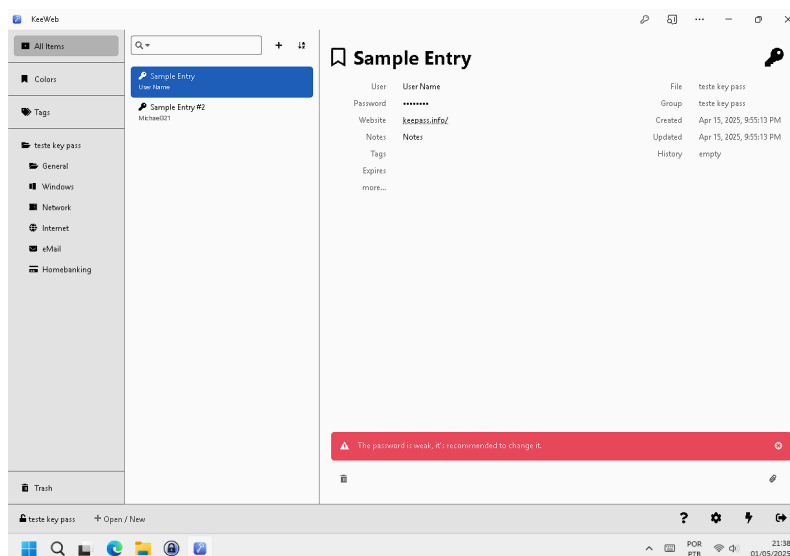 KeeWeb
All Items
Colors
Tags
teste key pass
General
Windows
Network
Internet
eMail
Homebanking
Trash
Sample Entry
User Name
Sample Entry #2
Michael321
Sample Entry
User User Name
Password ••••••••
Website keepass.info/
Notes Notes
Tags
Expires
more...
File teste key pass
Group teste key pass
Created Apr 15, 2025, 9:55:13 PM
Updated Apr 15, 2025, 9:55:13 PM
History empty
The password is weak, it's recommended to change it.
teste key pass + Open / New
?
POR
PTB
21:38
01/05/2025